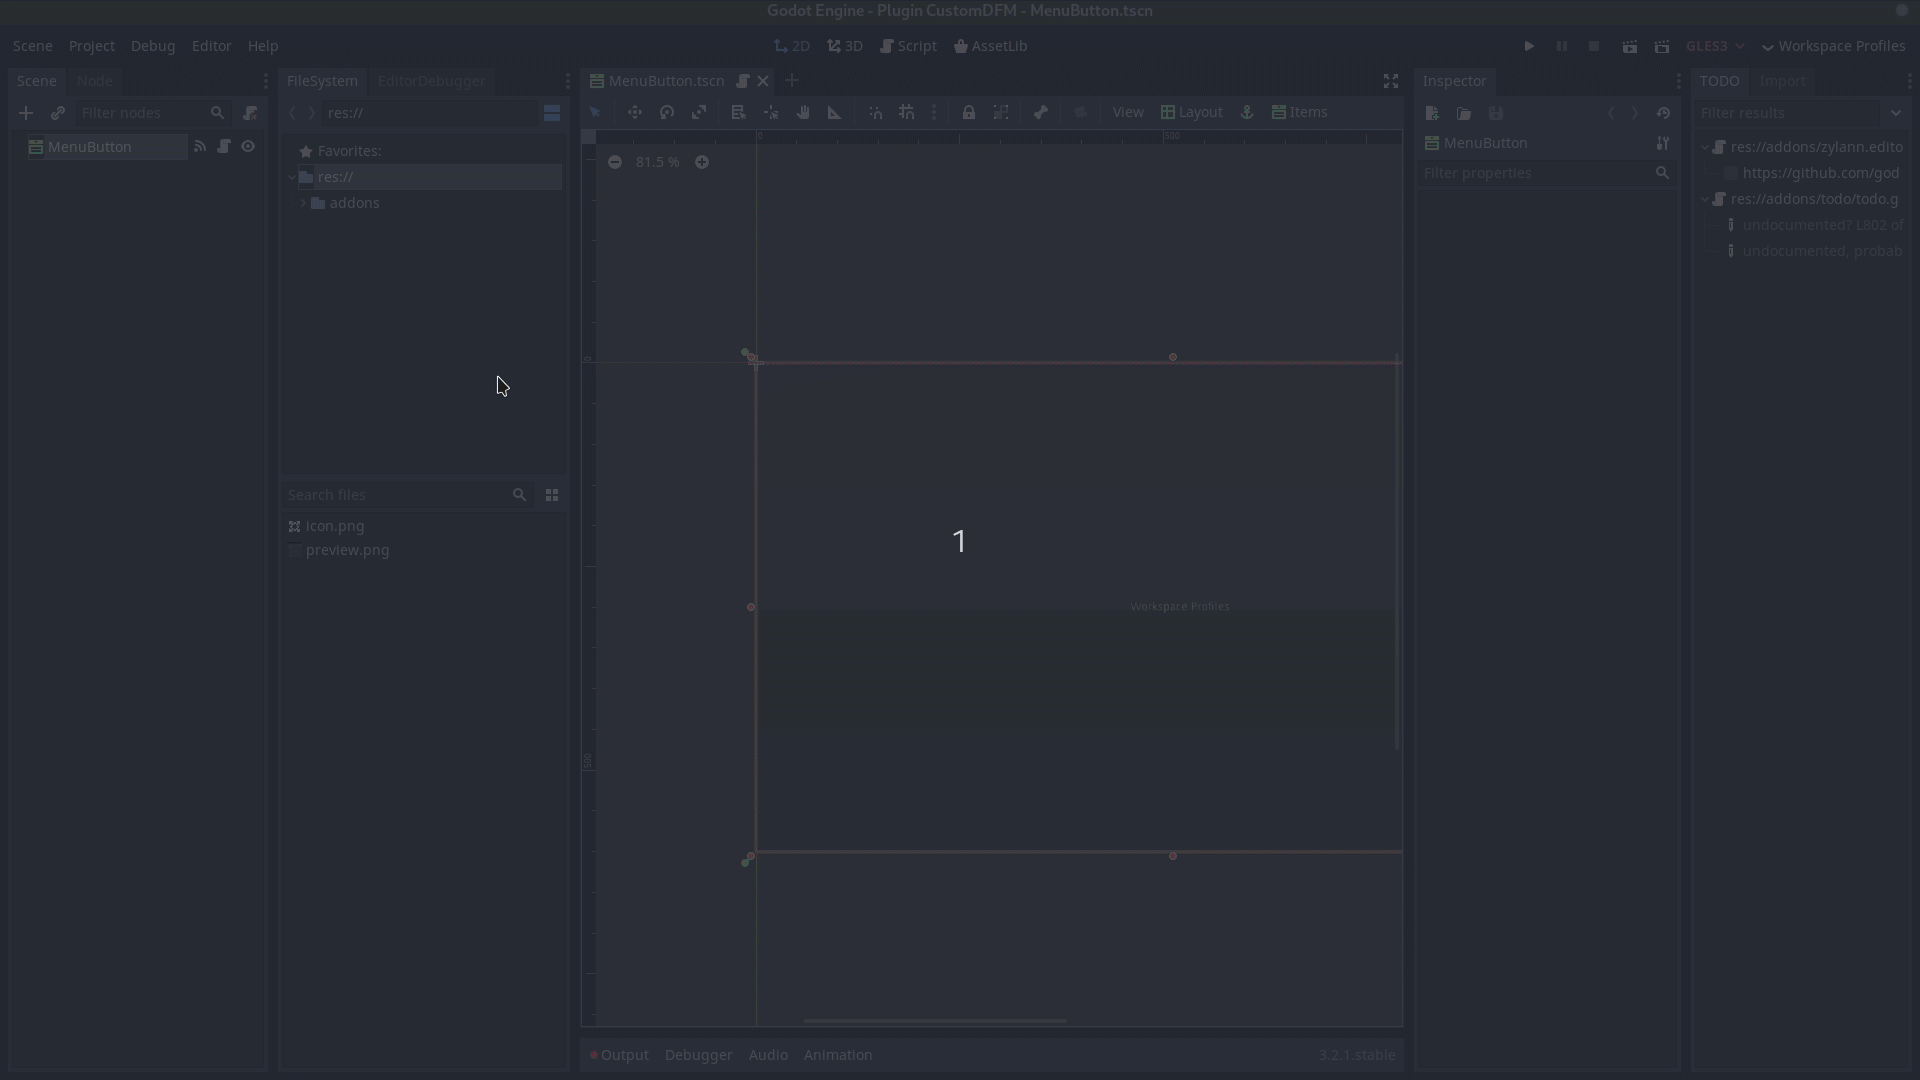 Godot Engine - Plugin CustomDFM - MenuButton.tscn
Scene Project Debug Editor Help
2D 3D Script AssetLib
GLES3 Workspace Profiles
Scene Node
FileSystem EditorDebugger
MenuButton.tscn
Inspector
TODO Import
Filter nodes
res://
View Layout Items
Filter results
0 500
MenuButton
Favorites:
res://
addons
81.5 %
MenuButton
Filter properties
res://addons/zylann.edito
https://github.com/god
res://addons/todo/todo.g
undocumented? L802 of
undocumented, probab
0
Search files
icon.png
preview.png
1
Workspace Profiles
500
Output Debugger Audio Animation
3.2.1.stable